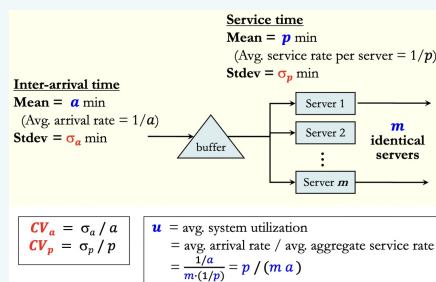 Service time
Mean = p min
(Avg. service rate per server = 1/p)
Stdev = σₚ min
Inter-arrival time
Mean = a min
(Avg. arrival rate = 1/a)
Stdev = σₐ min
buffer
Server 1
Server 2
⋮
Server m
m
identical
servers
CVₐ = σₐ / a
CVₚ = σₚ / p
u = avg. system utilization
= avg. arrival rate / avg. aggregate service rate
= (1/a) / (m·(1/p)) = p / (m a)